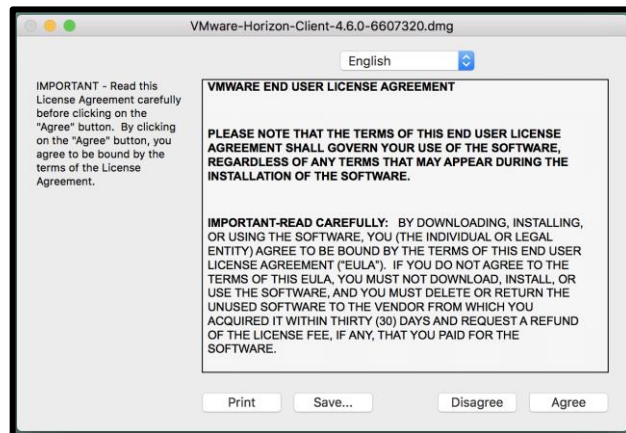 VMware-Horizon-Client-4.6.0-6607320.dmg
English
IMPORTANT - Read this
License Agreement carefully
before clicking on the
"Agree" button.  By clicking
on the "Agree" button, you
agree to be bound by the
terms of the License
Agreement.
VMWARE END USER LICENSE AGREEMENT
PLEASE NOTE THAT THE TERMS OF THIS END USER LICENSE
AGREEMENT SHALL GOVERN YOUR USE OF THE SOFTWARE,
REGARDLESS OF ANY TERMS THAT MAY APPEAR DURING THE
INSTALLATION OF THE SOFTWARE.
IMPORTANT-READ CAREFULLY:   BY DOWNLOADING, INSTALLING,
OR USING THE SOFTWARE, YOU (THE INDIVIDUAL OR LEGAL
ENTITY) AGREE TO BE BOUND BY THE TERMS OF THIS END USER
LICENSE AGREEMENT ("EULA").  IF YOU DO NOT AGREE TO THE
TERMS OF THIS EULA, YOU MUST NOT DOWNLOAD, INSTALL, OR
USE THE SOFTWARE, AND YOU MUST DELETE OR RETURN THE
UNUSED SOFTWARE TO THE VENDOR FROM WHICH YOU
ACQUIRED IT WITHIN THIRTY (30) DAYS AND REQUEST A REFUND
OF THE LICENSE FEE, IF ANY, THAT YOU PAID FOR THE
SOFTWARE.
Print Save... Disagree Agree